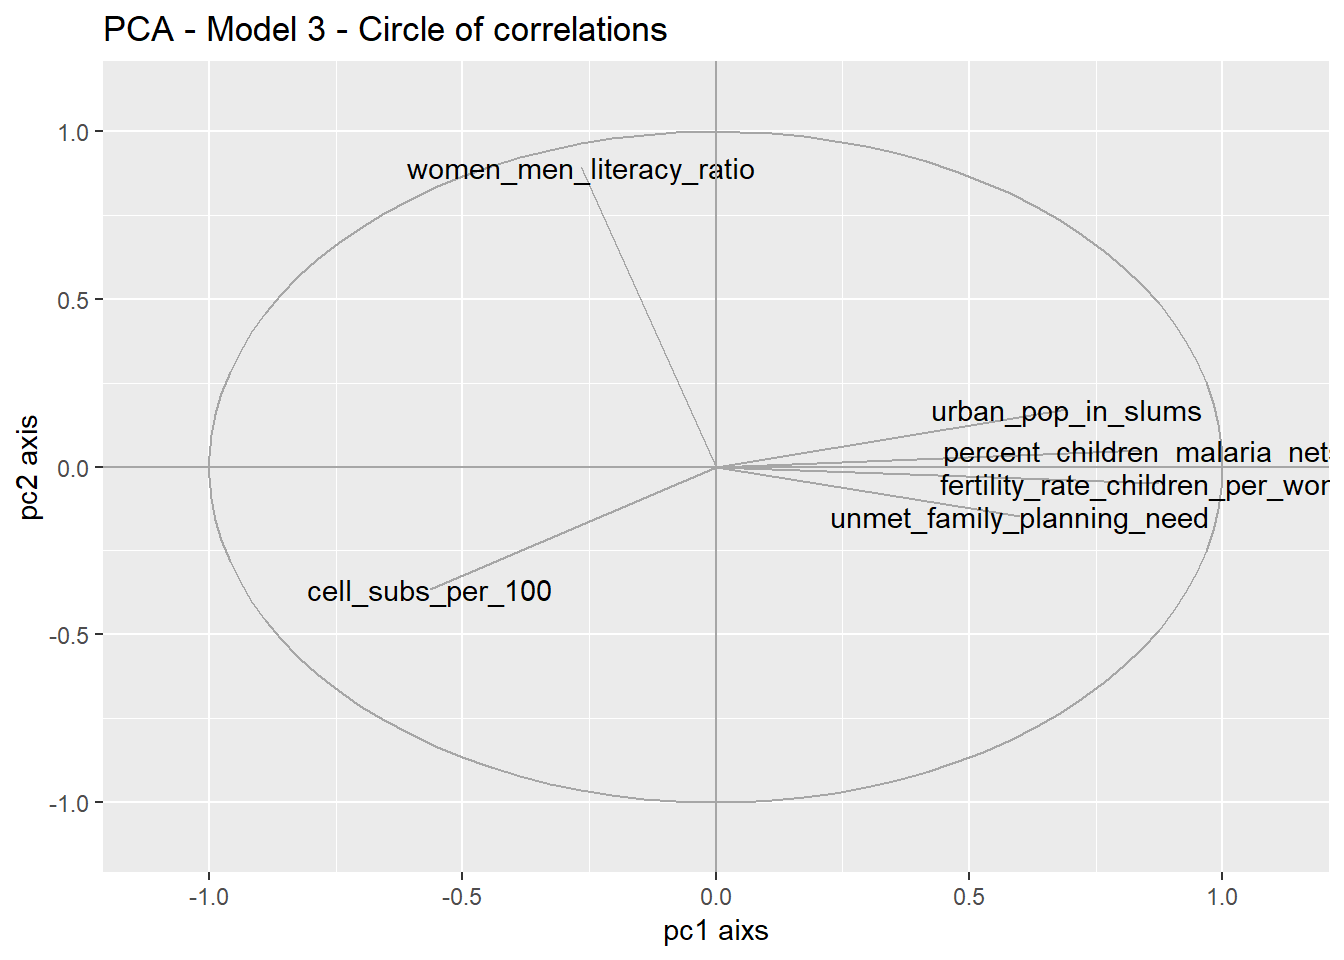 PCA - Model 3 - Circle of correlations
1.0
women_men_literacy_ratio
0.5
urban_pop_in_slums
percent_children_malaria_net
0.0
fertility_rate_children_per_wor
unmet_family_planning_need
cell_subs_per_100
-0.5
-1.0
-1.0
-0.5
0.0
0.5
1.0
pc1 aixs
pc2 axis